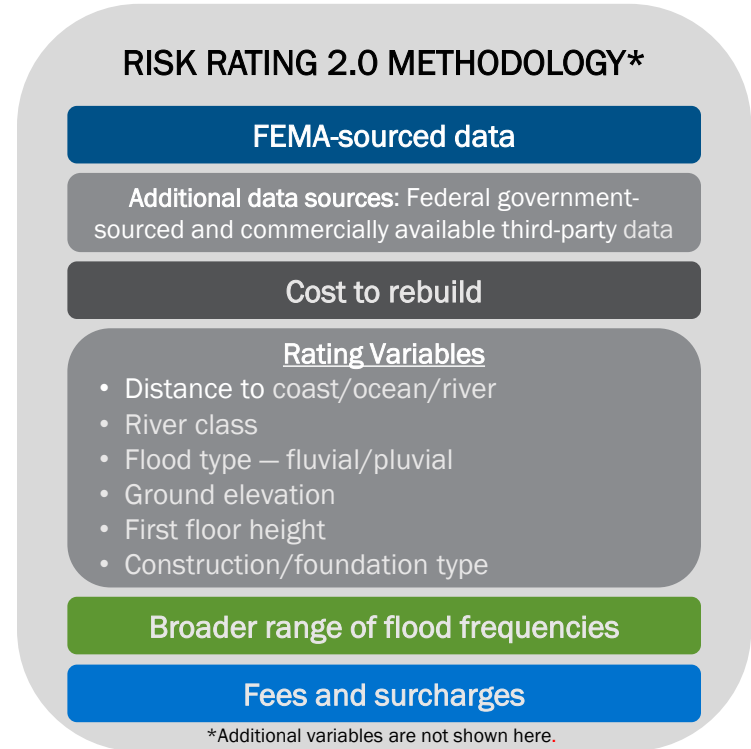 RISK RATING 2.0 METHODOLOGY*
FEMA-sourced data
Additional data sources: Federal government-
sourced and commercially available third-party data
Cost to rebuild
Rating Variables
• Distance to coast/ocean/river
• River class
• Flood type — fluvial/pluvial
• Ground elevation
• First floor height
• Construction/foundation type
Broader range of flood frequencies
Fees and surcharges
*Additional variables are not shown here.